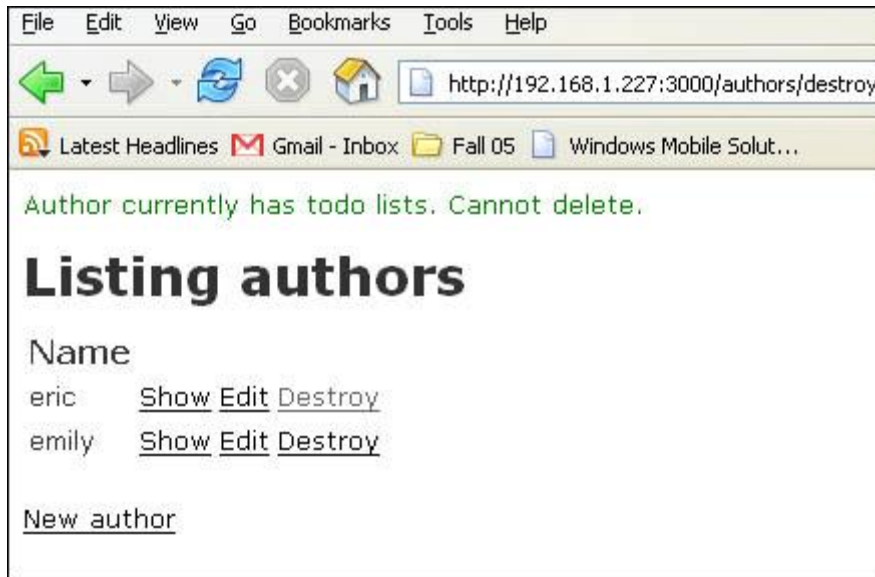 File Edit View Go Bookmarks Tools Help
http://192.168.1.227:3000/authors/destroy
Latest Headlines Gmail - Inbox Fall 05 Windows Mobile Solut...
Author currently has todo lists. Cannot delete.
Listing authors
Name
eric Show Edit Destroy
emily Show Edit Destroy
New author